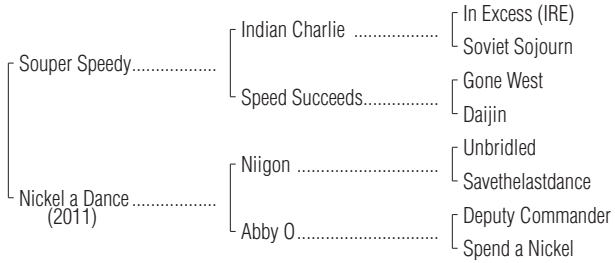 In Excess (IRE)
Indian Charlie ..................
Soviet Sojourn
Souper Speedy..................
Gone West
Speed Succeeds................
Daijin
Unbridled
Niigon ..............................
Savethelastdance
Nickel a Dance..................
(2011)
Deputy Commander
Abby O..............................
Spend a Nickel